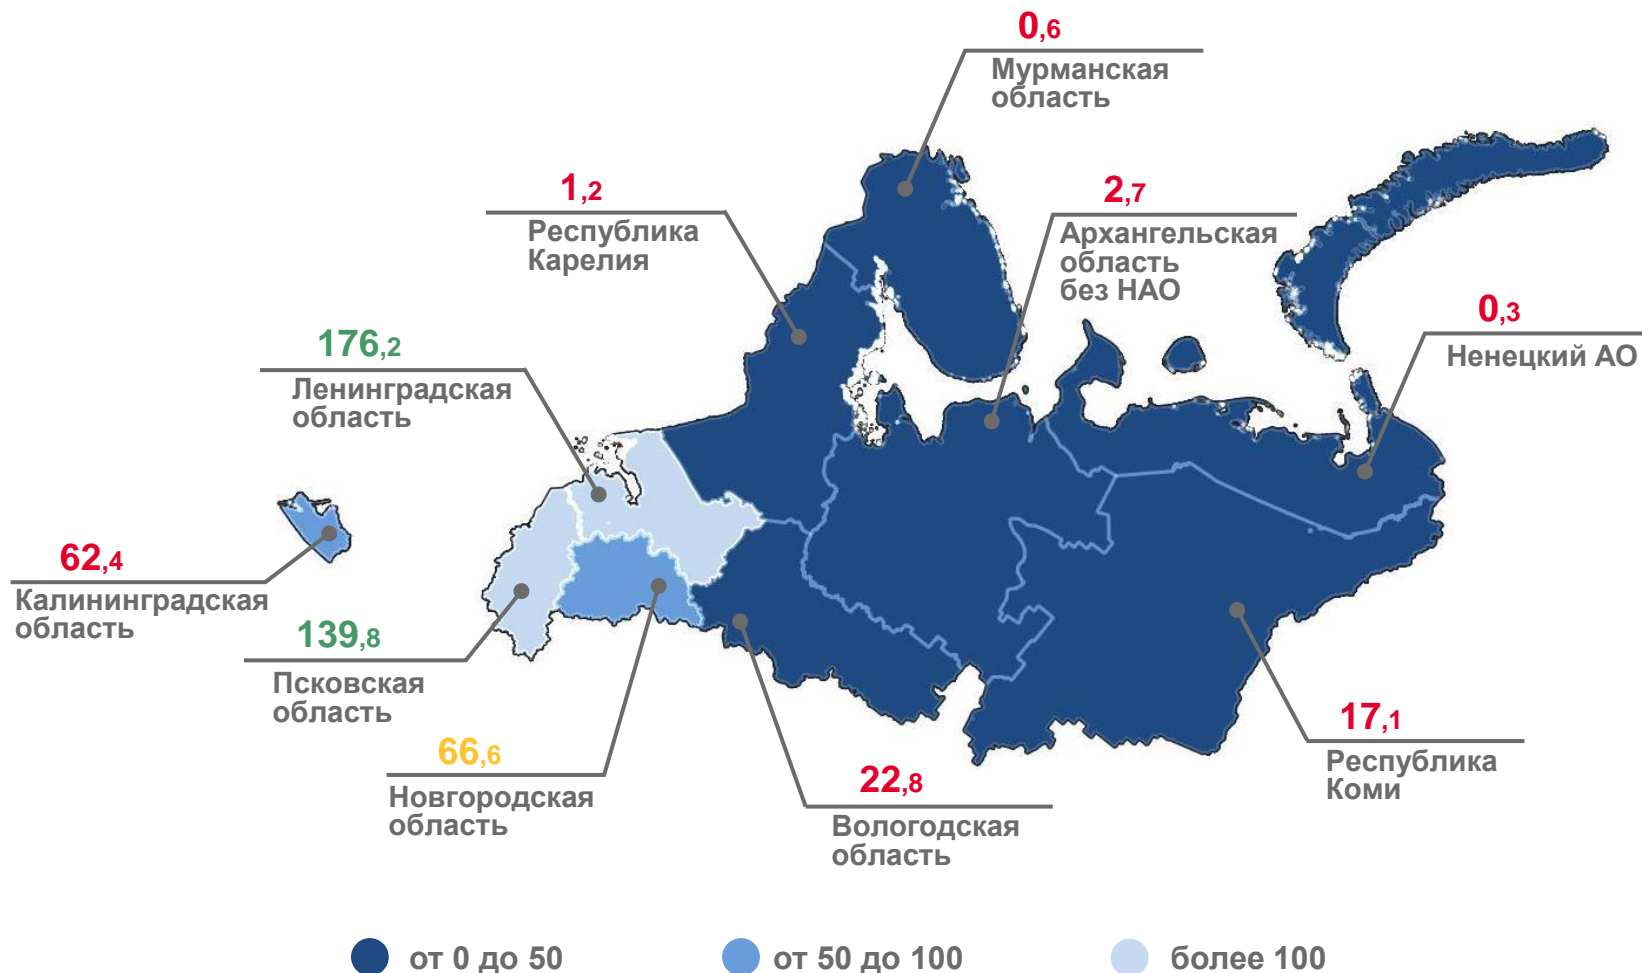 0,6
Мурманская
область
1,2
Республика
Карелия
2,7
Архангельская
область
без НАО
0,3
Ненецкий АО
176,2
Ленинградская
область
62,4
Калининградская
область
139,8
Псковская
область
66,6
Новгородская
область
22,8
Вологодская
область
17,1
Республика
Коми
от 0 до 50
от 50 до 100
более 100